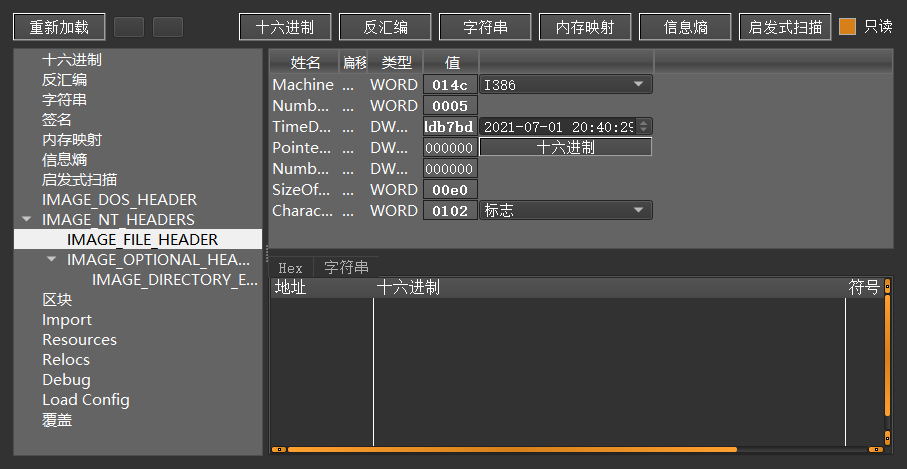 重新加载
十六进制
反汇编
字符串
内存映射
信息熵
启发式扫描
只读
十六进制
反汇编
字符串
签名
内存映射
信息熵
启发式扫描
IMAGE_DOS_HEADER
IMAGE_NT_HEADERS
IMAGE_FILE_HEADER
IMAGE_OPTIONAL_HEA...
IMAGE_DIRECTORY_E...
区块
Import
Resources
Relocs
Debug
Load Config
覆盖
姓名 扁移 类型 值
Machine ... WORD 014c I386
Numb... ... WORD 0005
TimeD... ... DW... ldb7bd 2021-07-01 20:40:29
Pointe... ... DW... 000000 十六进制
Numb... ... DW... 000000
SizeOf... ... WORD 00e0
Charac... ... WORD 0102 标志
Hex 字符串
地址 十六进制 符号